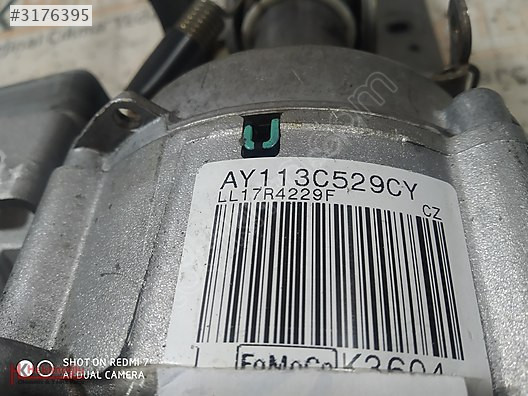 #3176395
AY113C529CY
LL17R4229F
CZ
FoMoCo K3604
SHOT ON REDMI 7
AI DUAL CAMERA